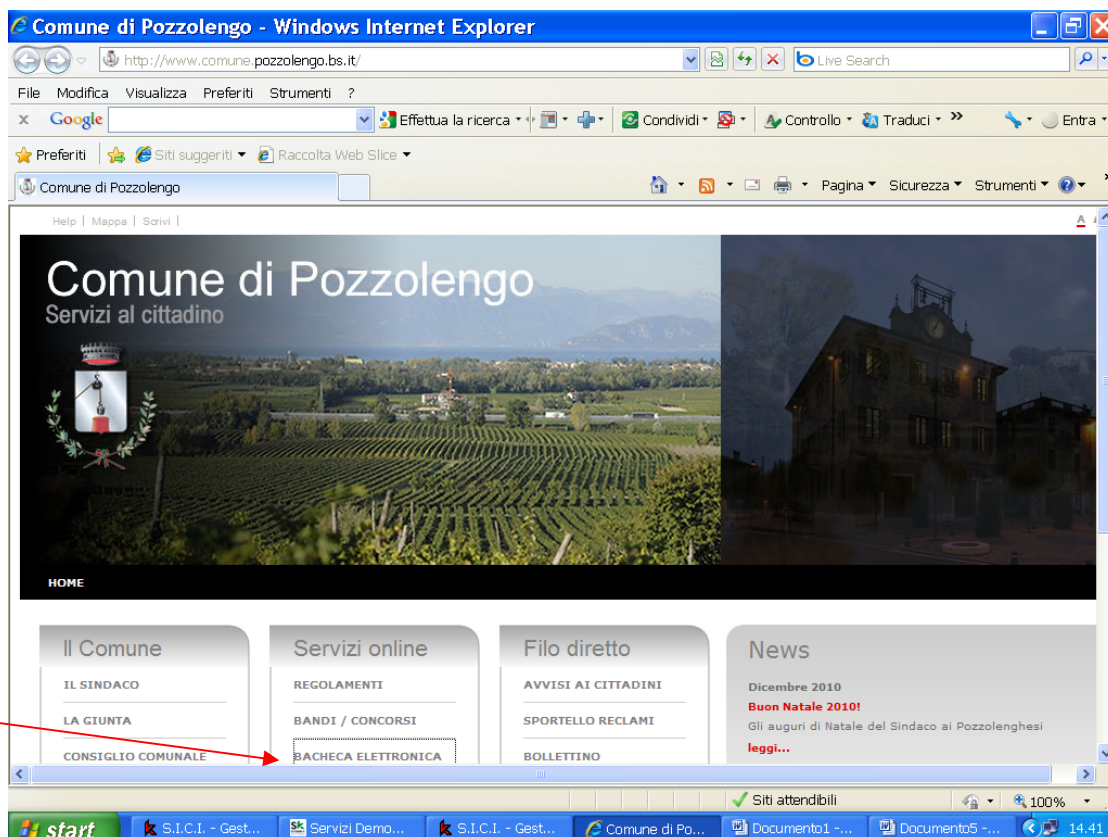 Comune di Pozzolengo - Windows Internet Explorer
http://www.comune.pozzolengo.bs.it/
Live Search
File Modifica Visualizza Preferiti Strumenti ?
x Google Effettua la ricerca Condividi Controllo Traduci » Entra
Preferiti Siti suggeriti Raccolta Web Slice
Comune di Pozzolengo Pagina Sicurezza Strumenti
Help | Mappa | Scrivi | A
Comune di Pozzolengo
Servizi al cittadino
HOME
Il Comune
IL SINDACO
LA GIUNTA
CONSIGLIO COMUNALE
Servizi online
REGOLAMENTI
BANDI / CONCORSI
BACHECA ELETTRONICA
Filo diretto
AVVISI AI CITTADINI
SPORTELLO RECLAMI
BOLLETTINO
News
Dicembre 2010
Buon Natale 2010!
Gli auguri di Natale del Sindaco ai Pozzolenghesi
leggi...
Siti attendibili 100%
start S.I.C.I. - Gest... Servizi Demo... S.I.C.I. - Gest... Comune di Po... Documento1 -... Documento5 -... 14.41